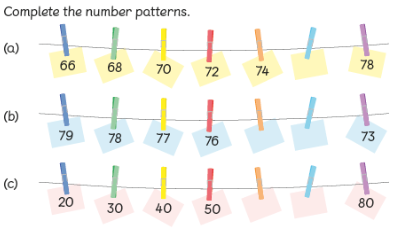 Complete the number patterns.
(a) 66 68 70 72 74 78
(b) 79 78 77 76 73
(c) 20 30 40 50 80